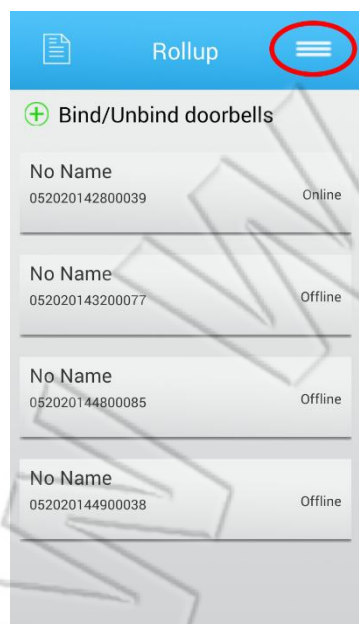 Rollup
Bind/Unbind doorbells
No Name
052020142800039
Online
No Name
052020143200077
Offline
No Name
052020144800085
Offline
No Name
052020144900038
Offline